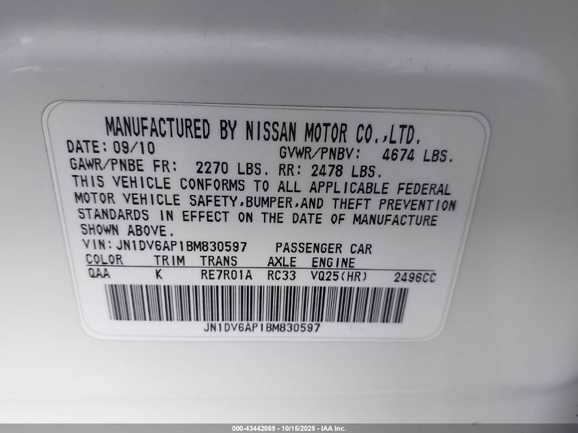 MANUFACTURED BY NISSAN MOTOR CO.,LTD.
DATE: 09/10 GVWR/PNBV: 4674 LBS.
GAWR/PNBE FR: 2270 LBS. RR: 2478 LBS.
THIS VEHICLE CONFORMS TO ALL APPLICABLE FEDERAL
MOTOR VEHICLE SAFETY,BUMPER,AND THEFT PREVENTION
STANDARDS IN EFFECT ON THE DATE OF MANUFACTURE
SHOWN ABOVE.
VIN: JN1DV6AP1BM830597 PASSENGER CAR
COLOR TRIM TRANS AXLE ENGINE
QAA K RE7R01A RC33 VQ25(HR) 2496CC
JN1DV6AP1BM830597
000-43442069 - 10/15/2025 - IAA Inc.